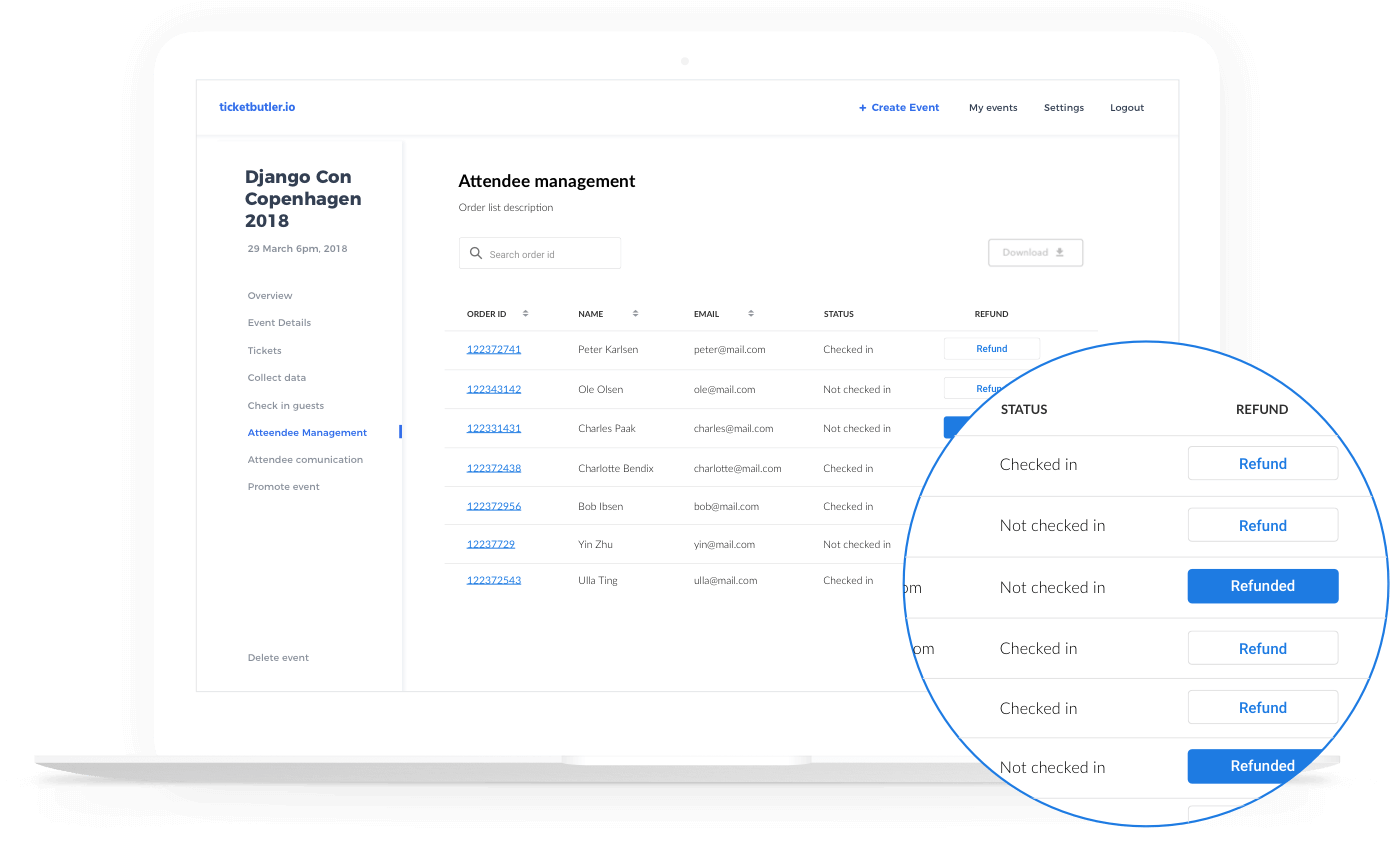 ticketbutler.io
+ Create Event My events Settings Logout
Django Con
Copenhagen
2018
29 March 6pm, 2018
Overview
Event Details
Tickets
Collect data
Check in guests
Atteendee Management
Attendee comunication
Promote event
Delete event
Attendee management
Order list description
Search order id
Download
ORDER ID NAME EMAIL STATUS REFUND
122372741 Peter Karlsen peter@mail.com Checked in Refund
122343142 Ole Olsen ole@mail.com Not checked in Refun
122331431 Charles Paak charles@mail.com Not checked in
122372438 Charlotte Bendix charlotte@mail.com Checked in
122372956 Bob Ibsen bob@mail.com Checked in
12237729 Yin Zhu yin@mail.com Not checked in
122372543 Ulla Ting ulla@mail.com Checked in
STATUS REFUND
Checked in Refund
Not checked in Refund
om Not checked in Refunded
om Checked in Refund
Checked in Refund
Not checked in Refunded